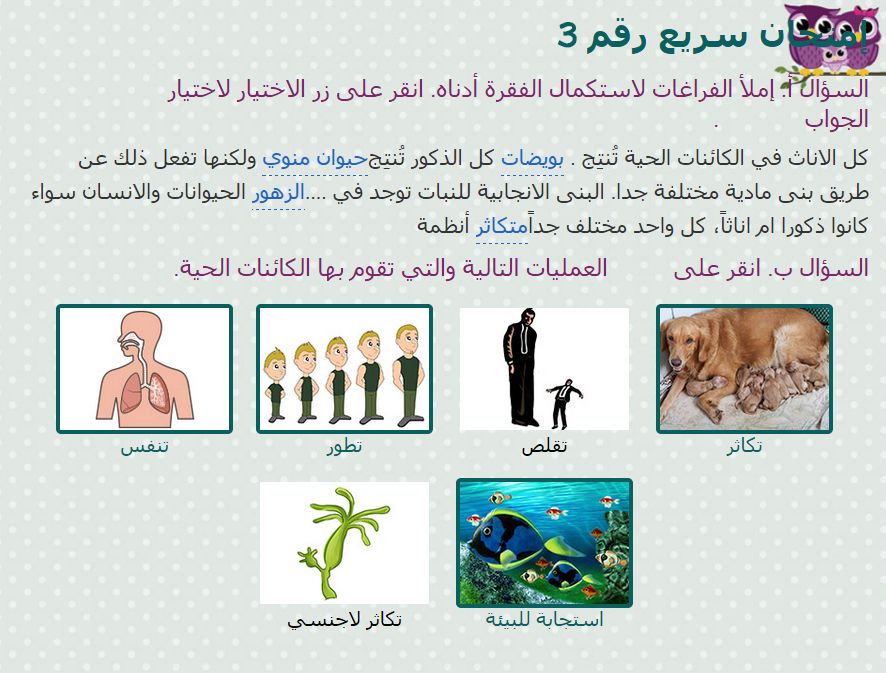 إمتحان سريع رقم 3
السؤال أ. إملأ الفراغات لاستكمال الفقرة أدناه. انقر على زر الاختيار لاختيار
الجواب .
كل الاناث في الكائنات الحية تُنتِج . بويضات كل الذكور تُنتِجحيوان منوي ولكنها تفعل ذلك عن
طريق بنى مادية مختلفة جدا. البنى الانجابية للنبات توجد في ....الزهور الحيوانات والانسان سواء
كانوا ذكورا ام اناثاً، كل واحد مختلف جداًمتكاثر أنظمة
السؤال ب. انقر على العمليات التالية والتي تقوم بها الكائنات الحية.
تكاثر
تقلص
تطور
تنفس
استجابة للبيئة
تكاثر لاجنسي